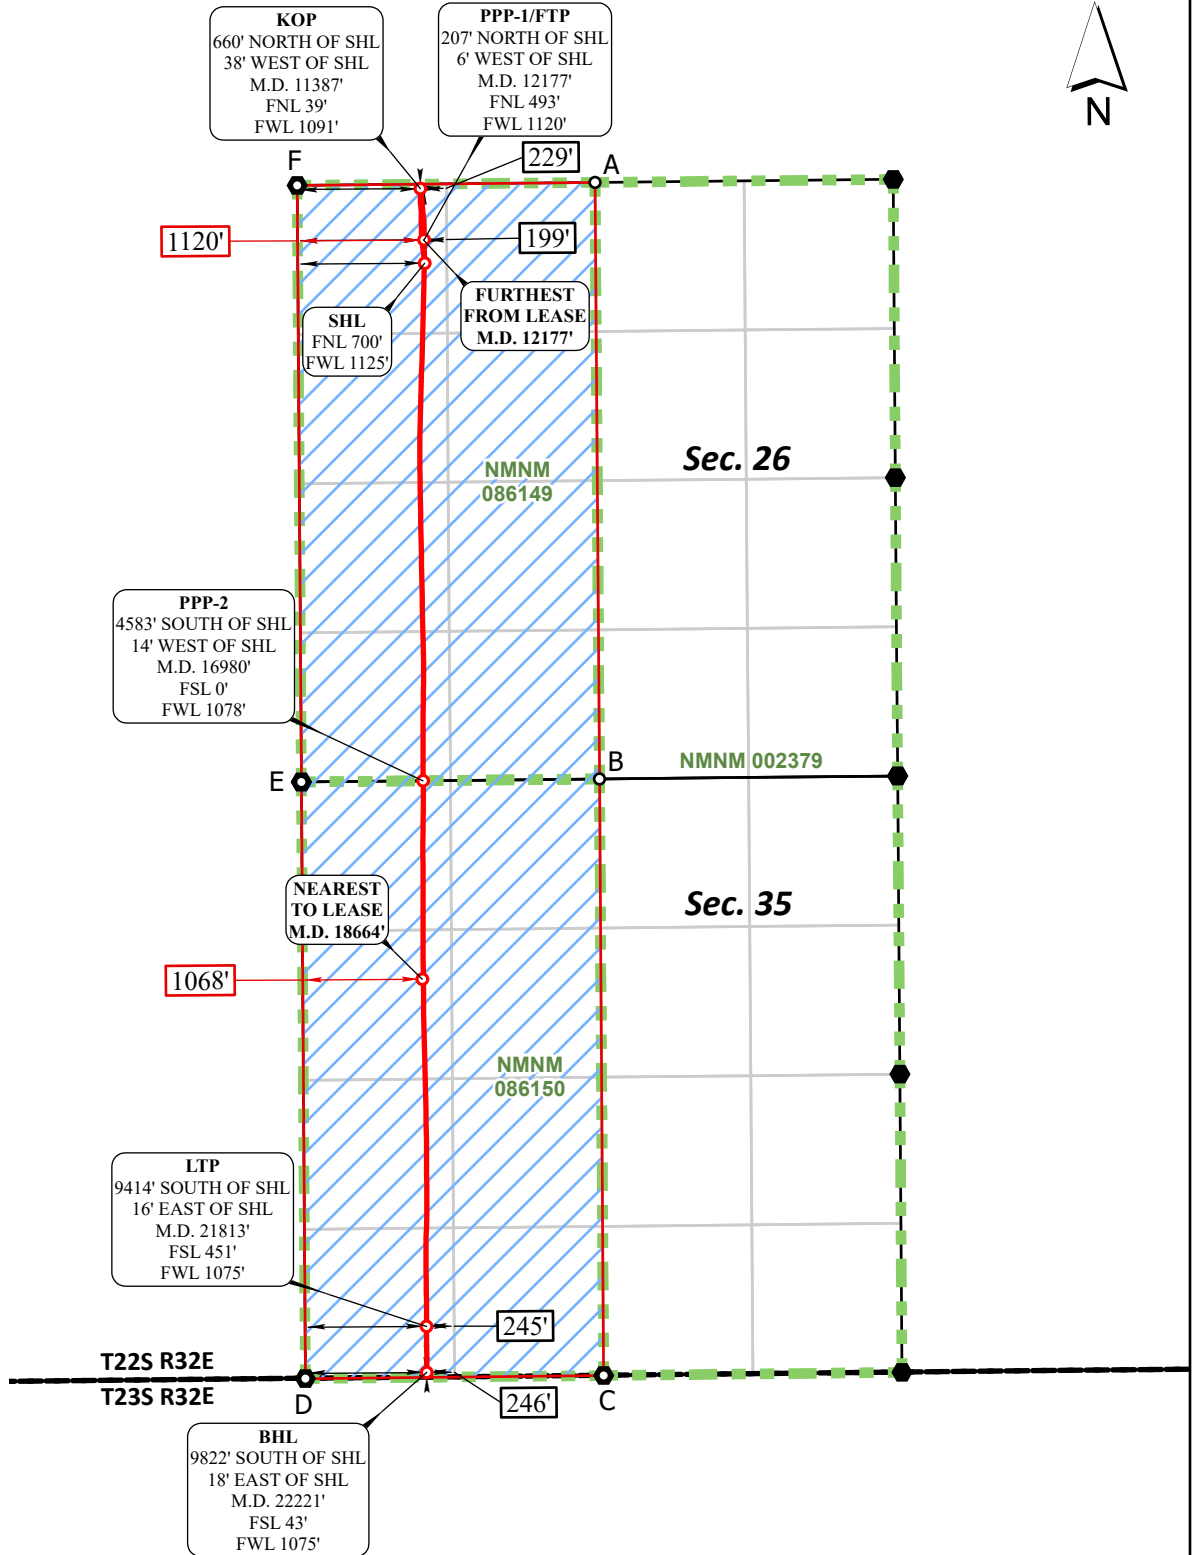 KOP
660' NORTH OF SHL
38' WEST OF SHL
M.D. 11387'
FNL 39'
FWL 1091'
PPP-1/FTP
207' NORTH OF SHL
6' WEST OF SHL
M.D. 12177'
FNL 493'
FWL 1120'
N
F
229'
A
1120'
199'
SHL
FNL 700'
FWL 1125'
FURTHEST
FROM LEASE
M.D. 12177'
Sec. 26
NMNM
086149
PPP-2
4583' SOUTH OF SHL
14' WEST OF SHL
M.D. 16980'
FSL 0'
FWL 1078'
E
B
NMNM 002379
NEAREST
TO LEASE
M.D. 18664'
Sec. 35
1068'
NMNM
086150
LTP
9414' SOUTH OF SHL
16' EAST OF SHL
M.D. 21813'
FSL 451'
FWL 1075'
245'
T22S R32E
T23S R32E
D
246'
C
BHL
9822' SOUTH OF SHL
18' EAST OF SHL
M.D. 22221'
FSL 43'
FWL 1075'